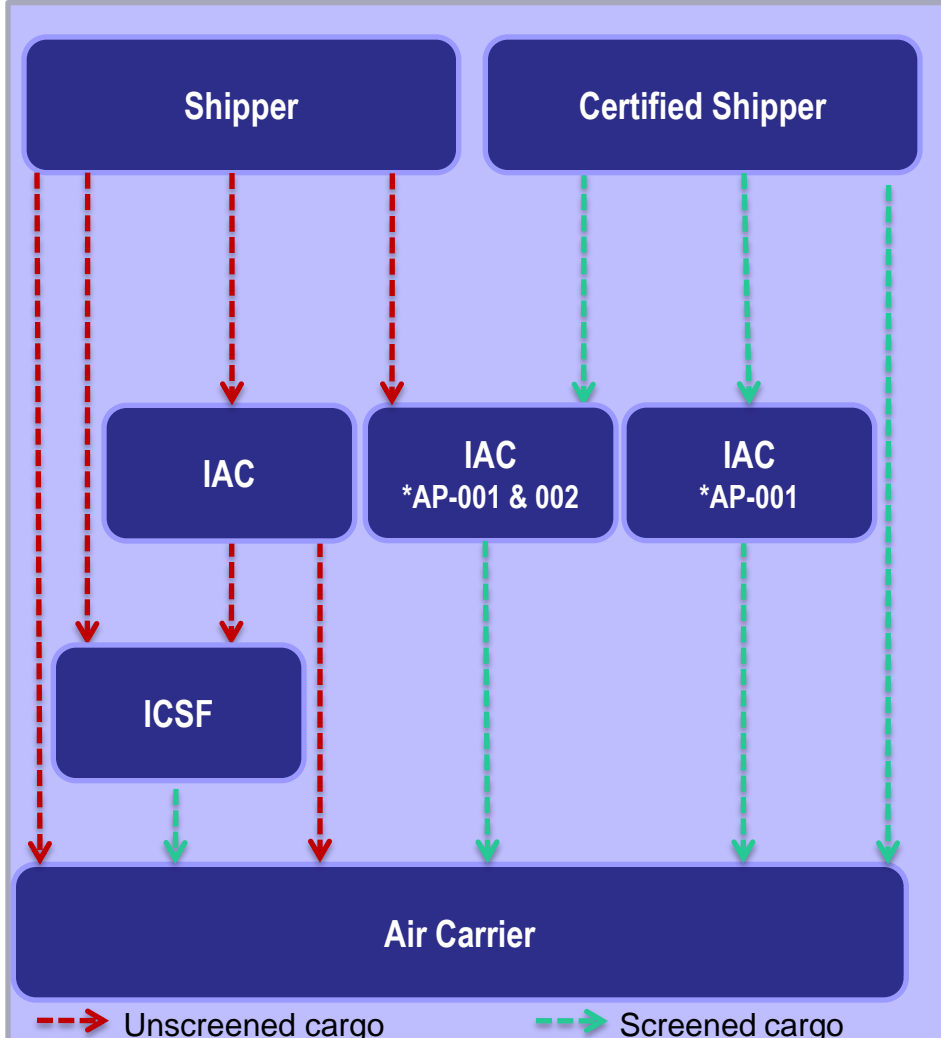 Shipper
Certified Shipper
IAC
IAC
*AP-001 & 002
IAC
*AP-001
ICSF
Air Carrier
Unscreened cargo
Screened cargo